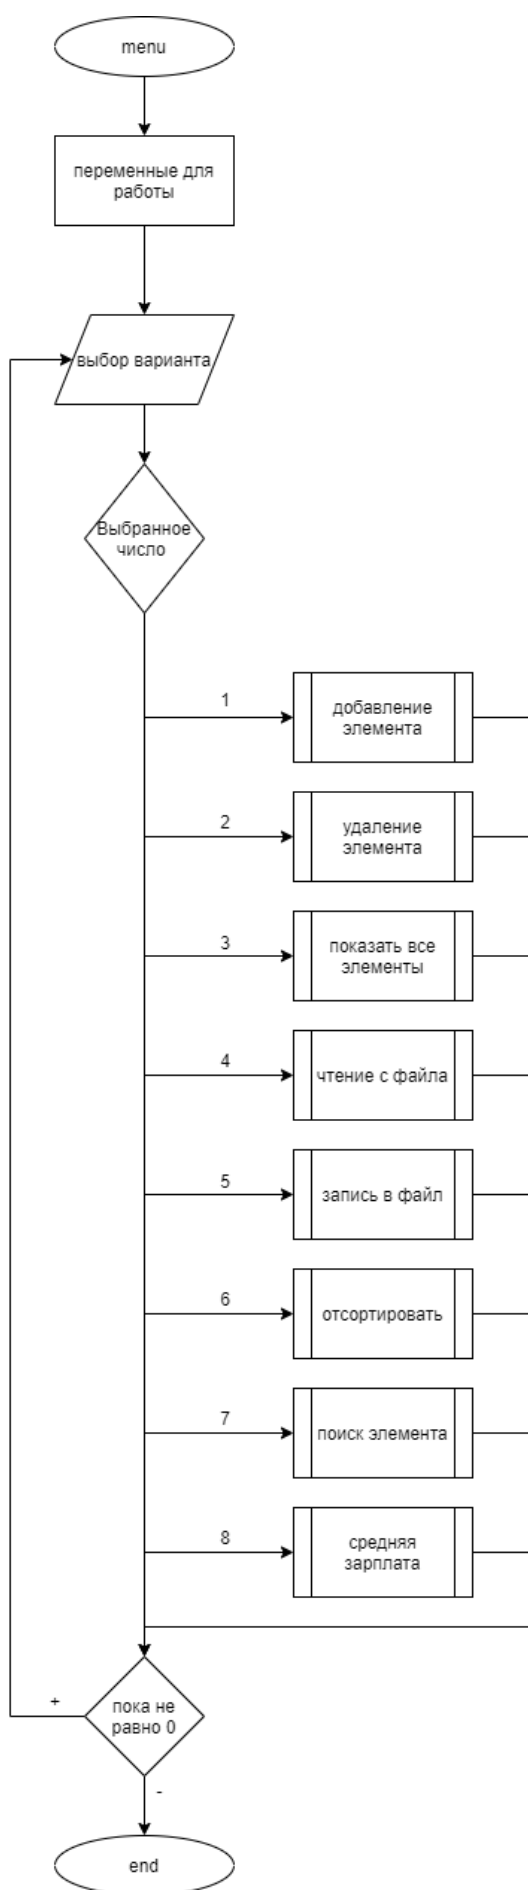 menu
переменные для
работы
выбор варианта
Выбранное
число
1
добавление
элемента
2
удаление
элемента
3
показать все
элементы
4
чтение с файла
5
запись в файл
6
отсортировать
7
поиск элемента
8
средняя
зарплата
+
пока не
равно 0
-
end